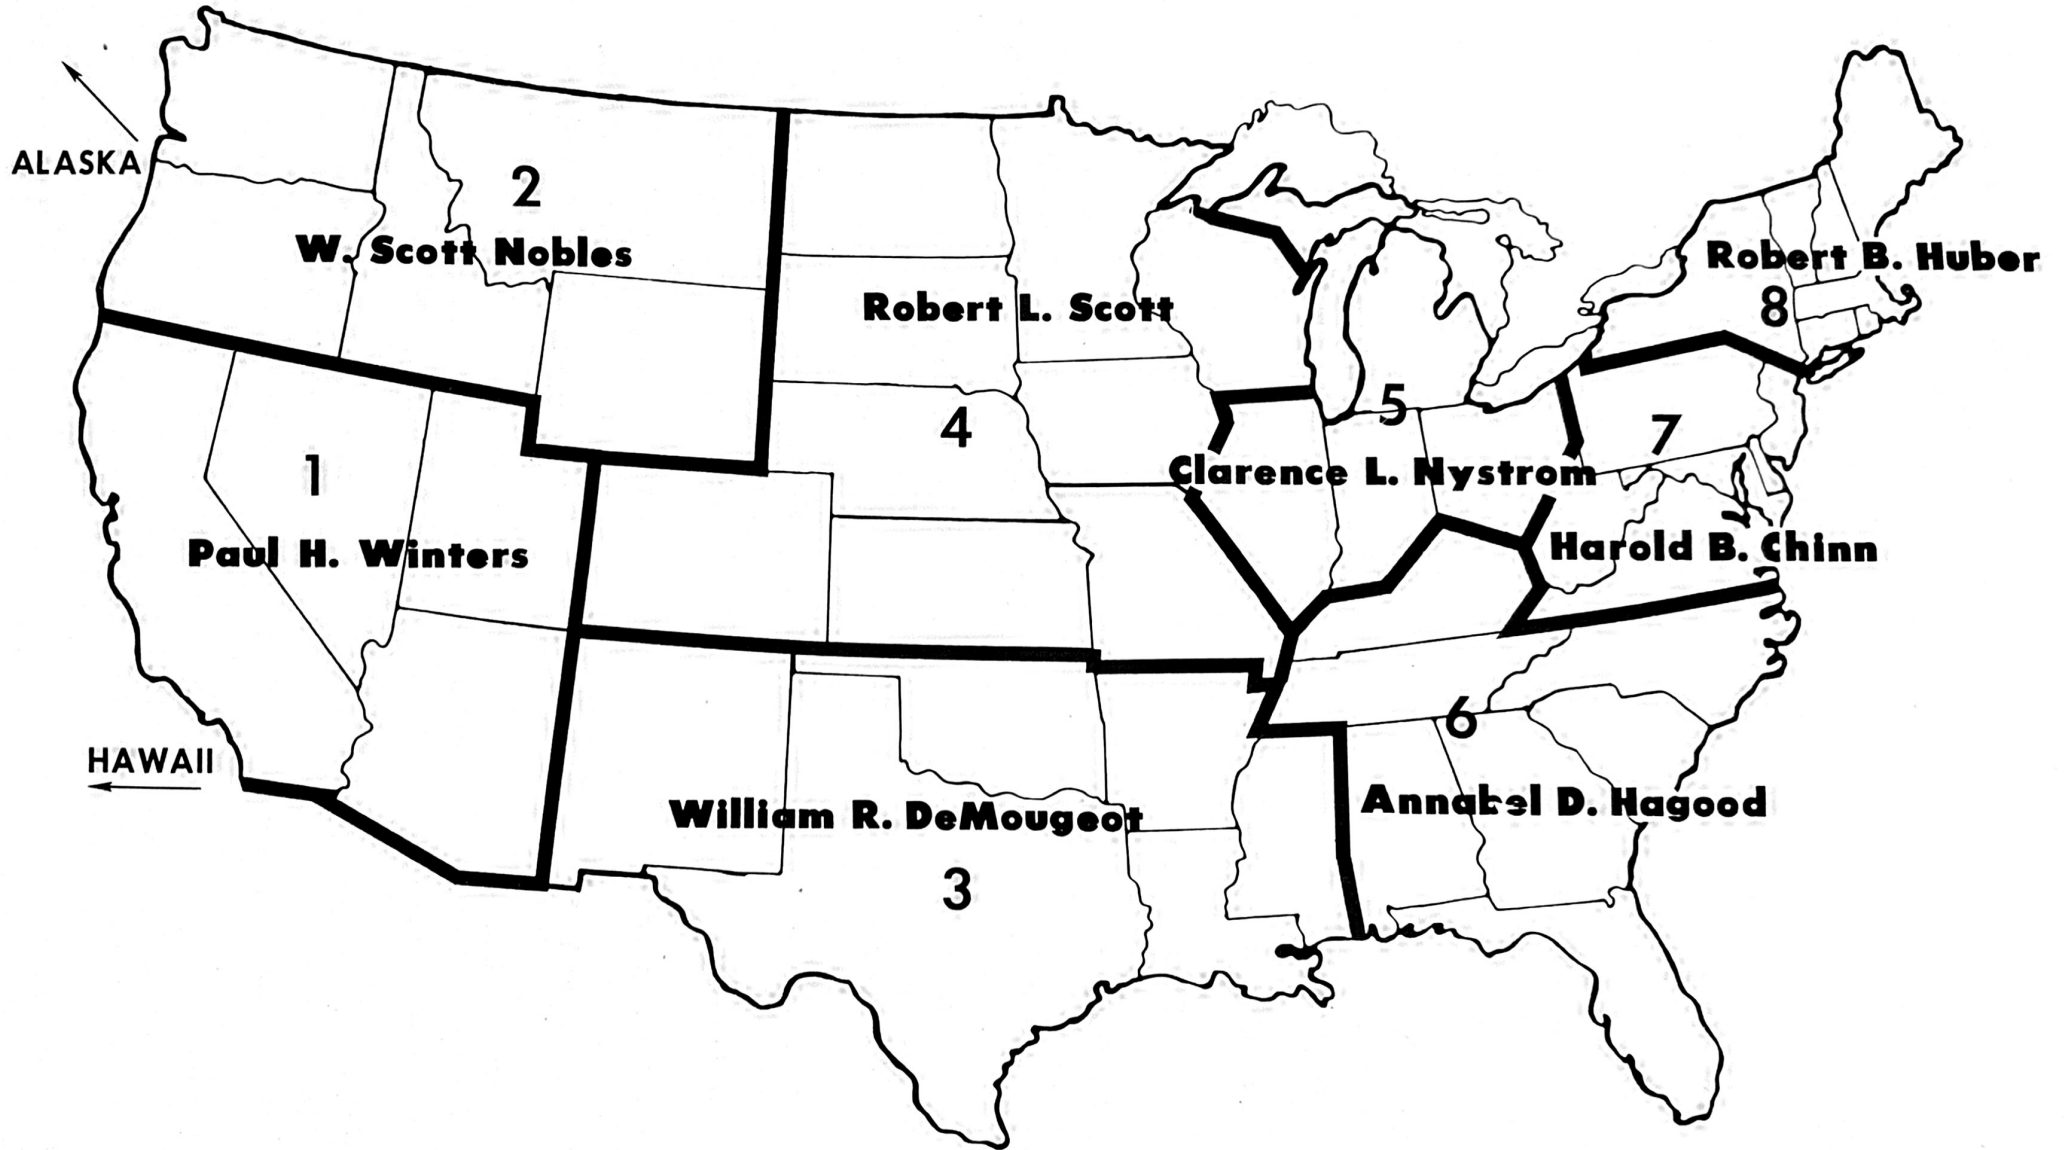 ALASKA
2
W. Scott Nobles
Robert B. Huber
8
Robert L. Scott
4
5
7
Clarence L. Nystrom
1
Paul H. Winters
Harold B. Chinn
6
HAWAII
William R. DeMougeot
Annabel D. Hagood
3